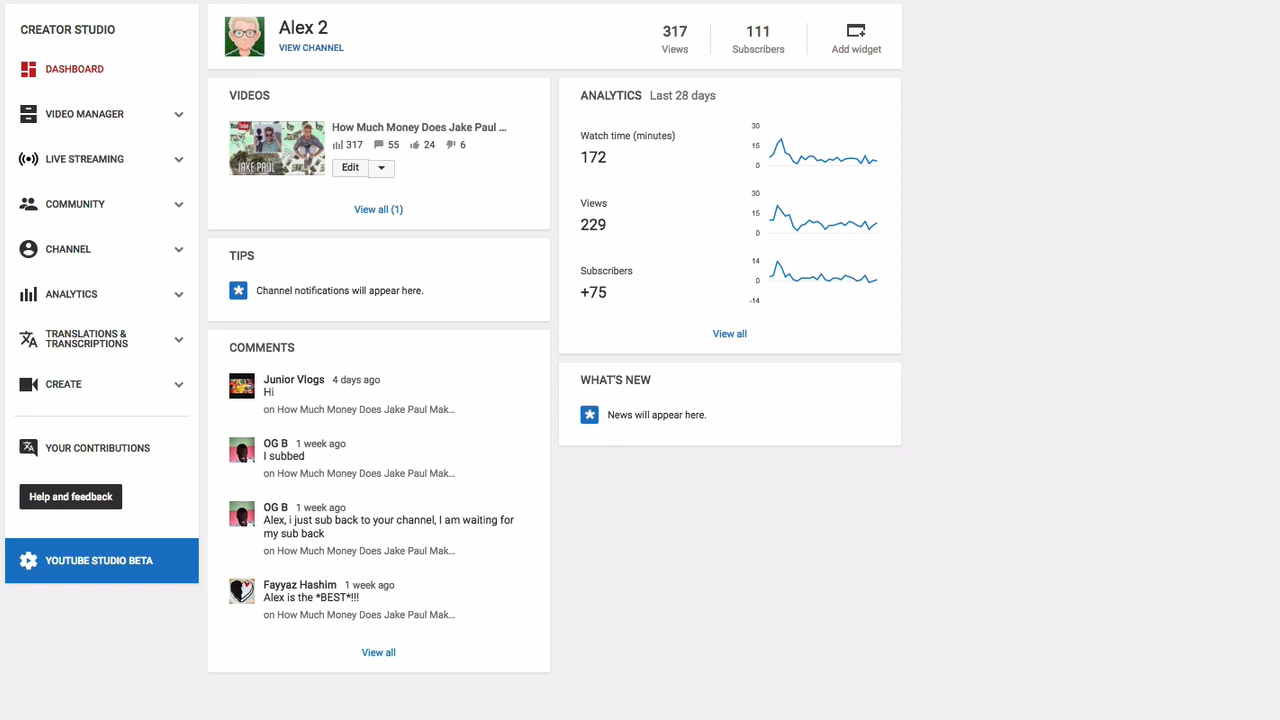 CREATOR STUDIO
DASHBOARD
VIDEO MANAGER
LIVE STREAMING
COMMUNITY
CHANNEL
ANALYTICS
TRANSLATIONS &
TRANSCRIPTIONS
CREATE
YOUR CONTRIBUTIONS
Help and feedback
YOUTUBE STUDIO BETA
Alex 2
VIEW CHANNEL
317
Views
111
Subscribers
Add widget
VIDEOS
YouTube
JAKE PAUL
How Much Money Does Jake Paul ...
317 55 24 6
Edit
View all (1)
TIPS
Channel notifications will appear here.
COMMENTS
Junior Vlogs 4 days ago
Hi
on How Much Money Does Jake Paul Mak...
OG B 1 week ago
I subbed
on How Much Money Does Jake Paul Mak...
OG B 1 week ago
Alex, i just sub back to your channel, I am waiting for
my sub back
on How Much Money Does Jake Paul Mak...
Fayyaz Hashim 1 week ago
Alex is the *BEST*!!!
on How Much Money Does Jake Paul Mak...
View all
ANALYTICS Last 28 days
Watch time (minutes)
172
30
15
0
Views
229
30
15
0
Subscribers
+75
14
0
-14
View all
WHAT'S NEW
News will appear here.